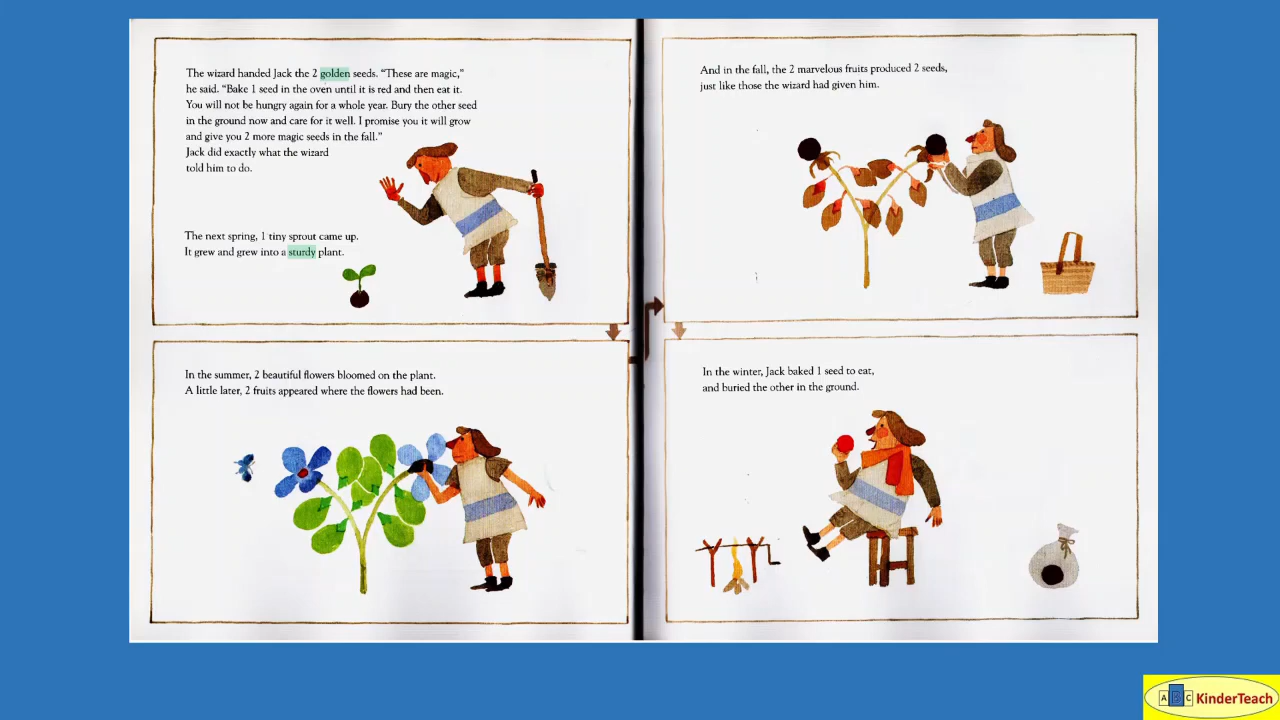 The wizard handed Jack the 2 golden seeds. “These are magic,”
he said. “Bake 1 seed in the oven until it is red and then eat it.
You will not be hungry again for a whole year. Bury the other seed
in the ground now and care for it well. I promise you it will grow
and give you 2 more magic seeds in the fall.”
Jack did exactly what the wizard
told him to do.
The next spring, 1 tiny sprout came up.
It grew and grew into a sturdy plant.
In the summer, 2 beautiful flowers bloomed on the plant.
A little later, 2 fruits appeared where the flowers had been.
And in the fall, the 2 marvelous fruits produced 2 seeds,
just like those the wizard had given him.
In the winter, Jack baked 1 seed to eat,
and buried the other in the ground.
A B C KinderTeach